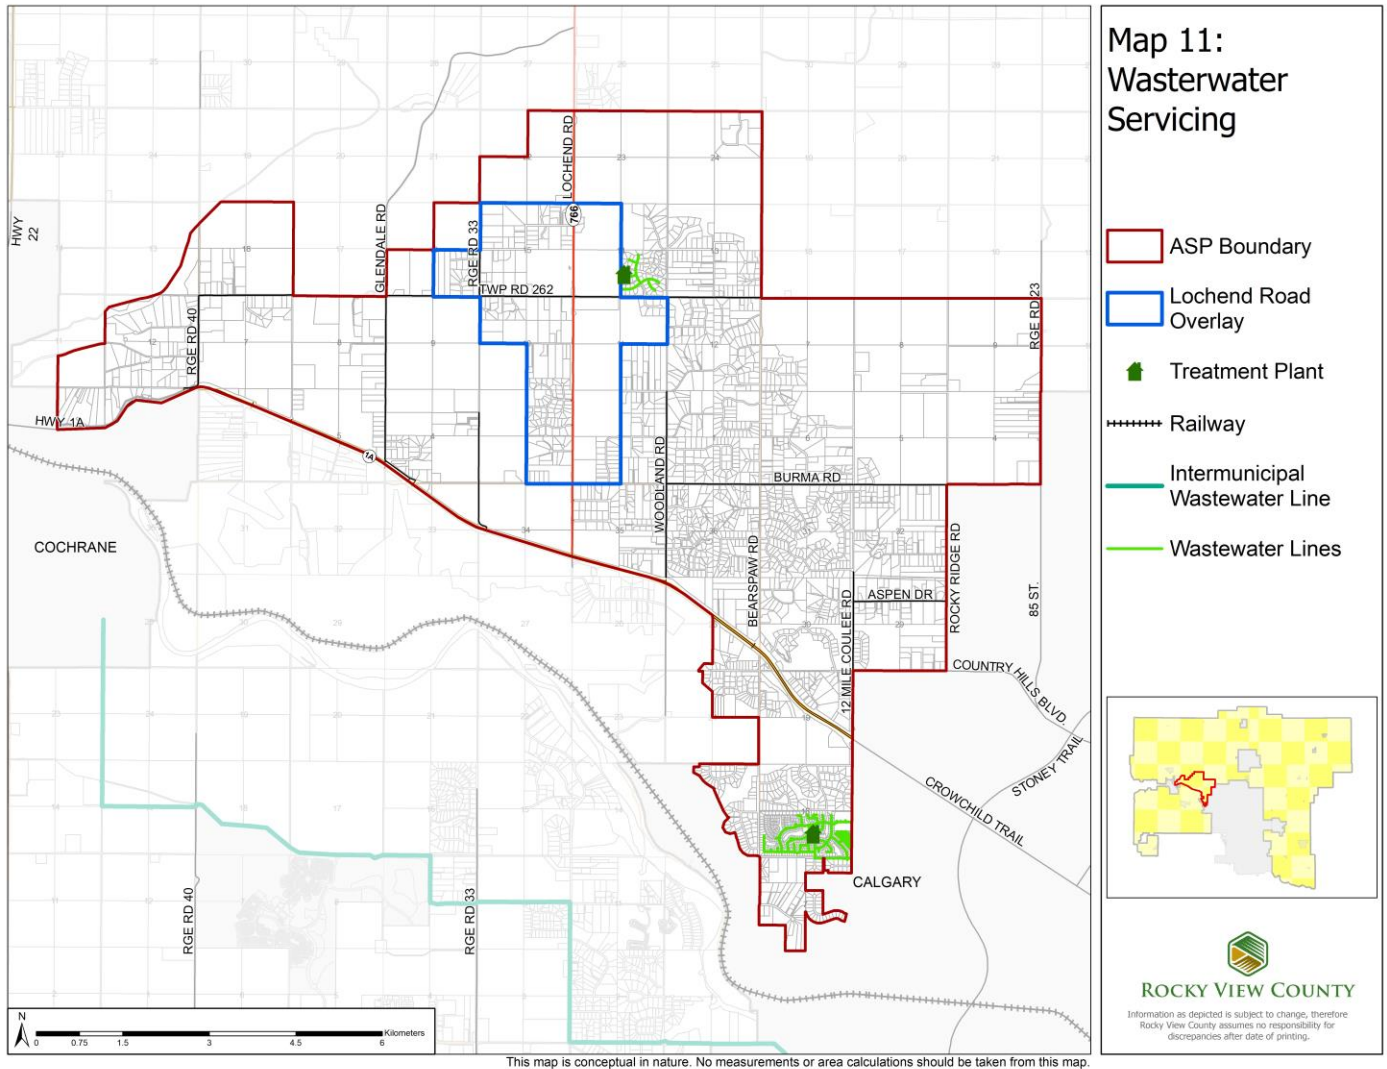 Map 11:
Wasterwater
Servicing
ASP Boundary
Lochend Road
Overlay
Treatment Plant
Railway
Intermunicipal
Wastewater Line
Wastewater Lines
LOCHEND RD
766
HWY
22
GLENDALE RD
RGE RD 33
TWP RD 262
RGE RD 40
RGE RD 23
HWY 1A
1A
WOODLAND RD
BURMA RD
COCHRANE
BEARSPAW RD
ASPEN DR
12 MILE COULEE RD
ROCKY RIDGE RD
85 ST.
COUNTRY HILLS BLVD.
STONEY TRAIL
CROWCHILD TRAIL
CALGARY
RGE RD 40
RGE RD 33
N
0 0.75 1.5 3 4.5 6
Kilometers
ROCKY VIEW COUNTY
Information as depicted is subject to change, therefore
Rocky View County assumes no responsibility for
discrepancies after date of printing.
This map is conceptual in nature. No measurements or area calculations should be taken from this map.